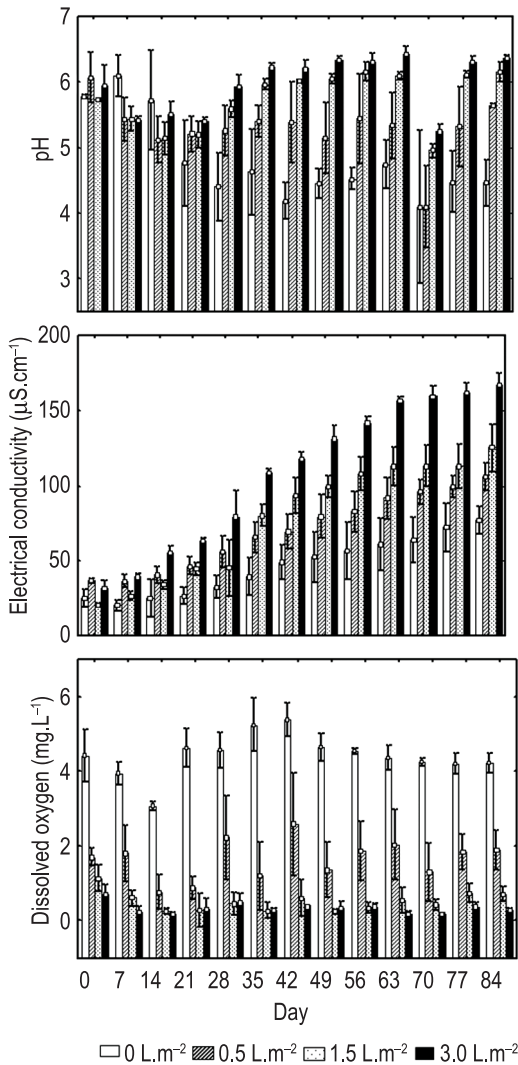 7
6
5
4
3
pH
200
150
100
50
0
Electrical conductivity (μS.cm⁻¹)
6
4
2
0
Dissolved oxygen (mg.L⁻¹)
0 7 14 21 28 35 42 49 56 63 70 77 84
Day
0 L.m⁻² 0.5 L.m⁻² 1.5 L.m⁻² 3.0 L.m⁻²